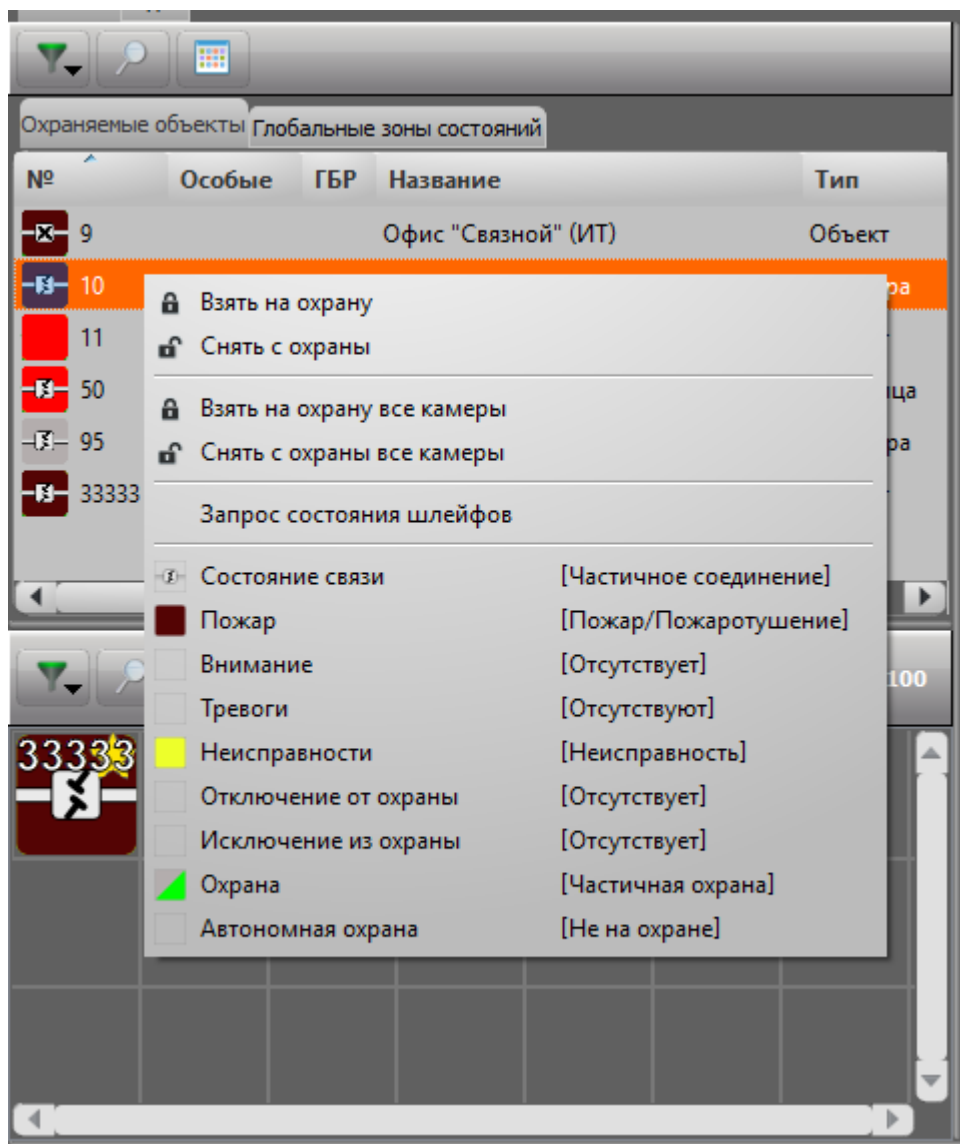 Охраняемые объекты Глобальные зоны состояний
№ Особые ГБР Название Тип
9 Офис "Связной" (ИТ) Объект
10
11
50
95
33333
Взять на охрану
Снять с охраны
Взять на охрану все камеры
Снять с охраны все камеры
Запрос состояния шлейфов
Состояние связи [Частичное соединение]
Пожар [Пожар/Пожаротушение]
Внимание [Отсутствует]
Тревоги [Отсутствуют]
Неисправности [Неисправность]
Отключение от охраны [Отсутствует]
Исключение из охраны [Отсутствует]
Охрана [Частичная охрана]
Автономная охрана [Не на охране]
100
33333